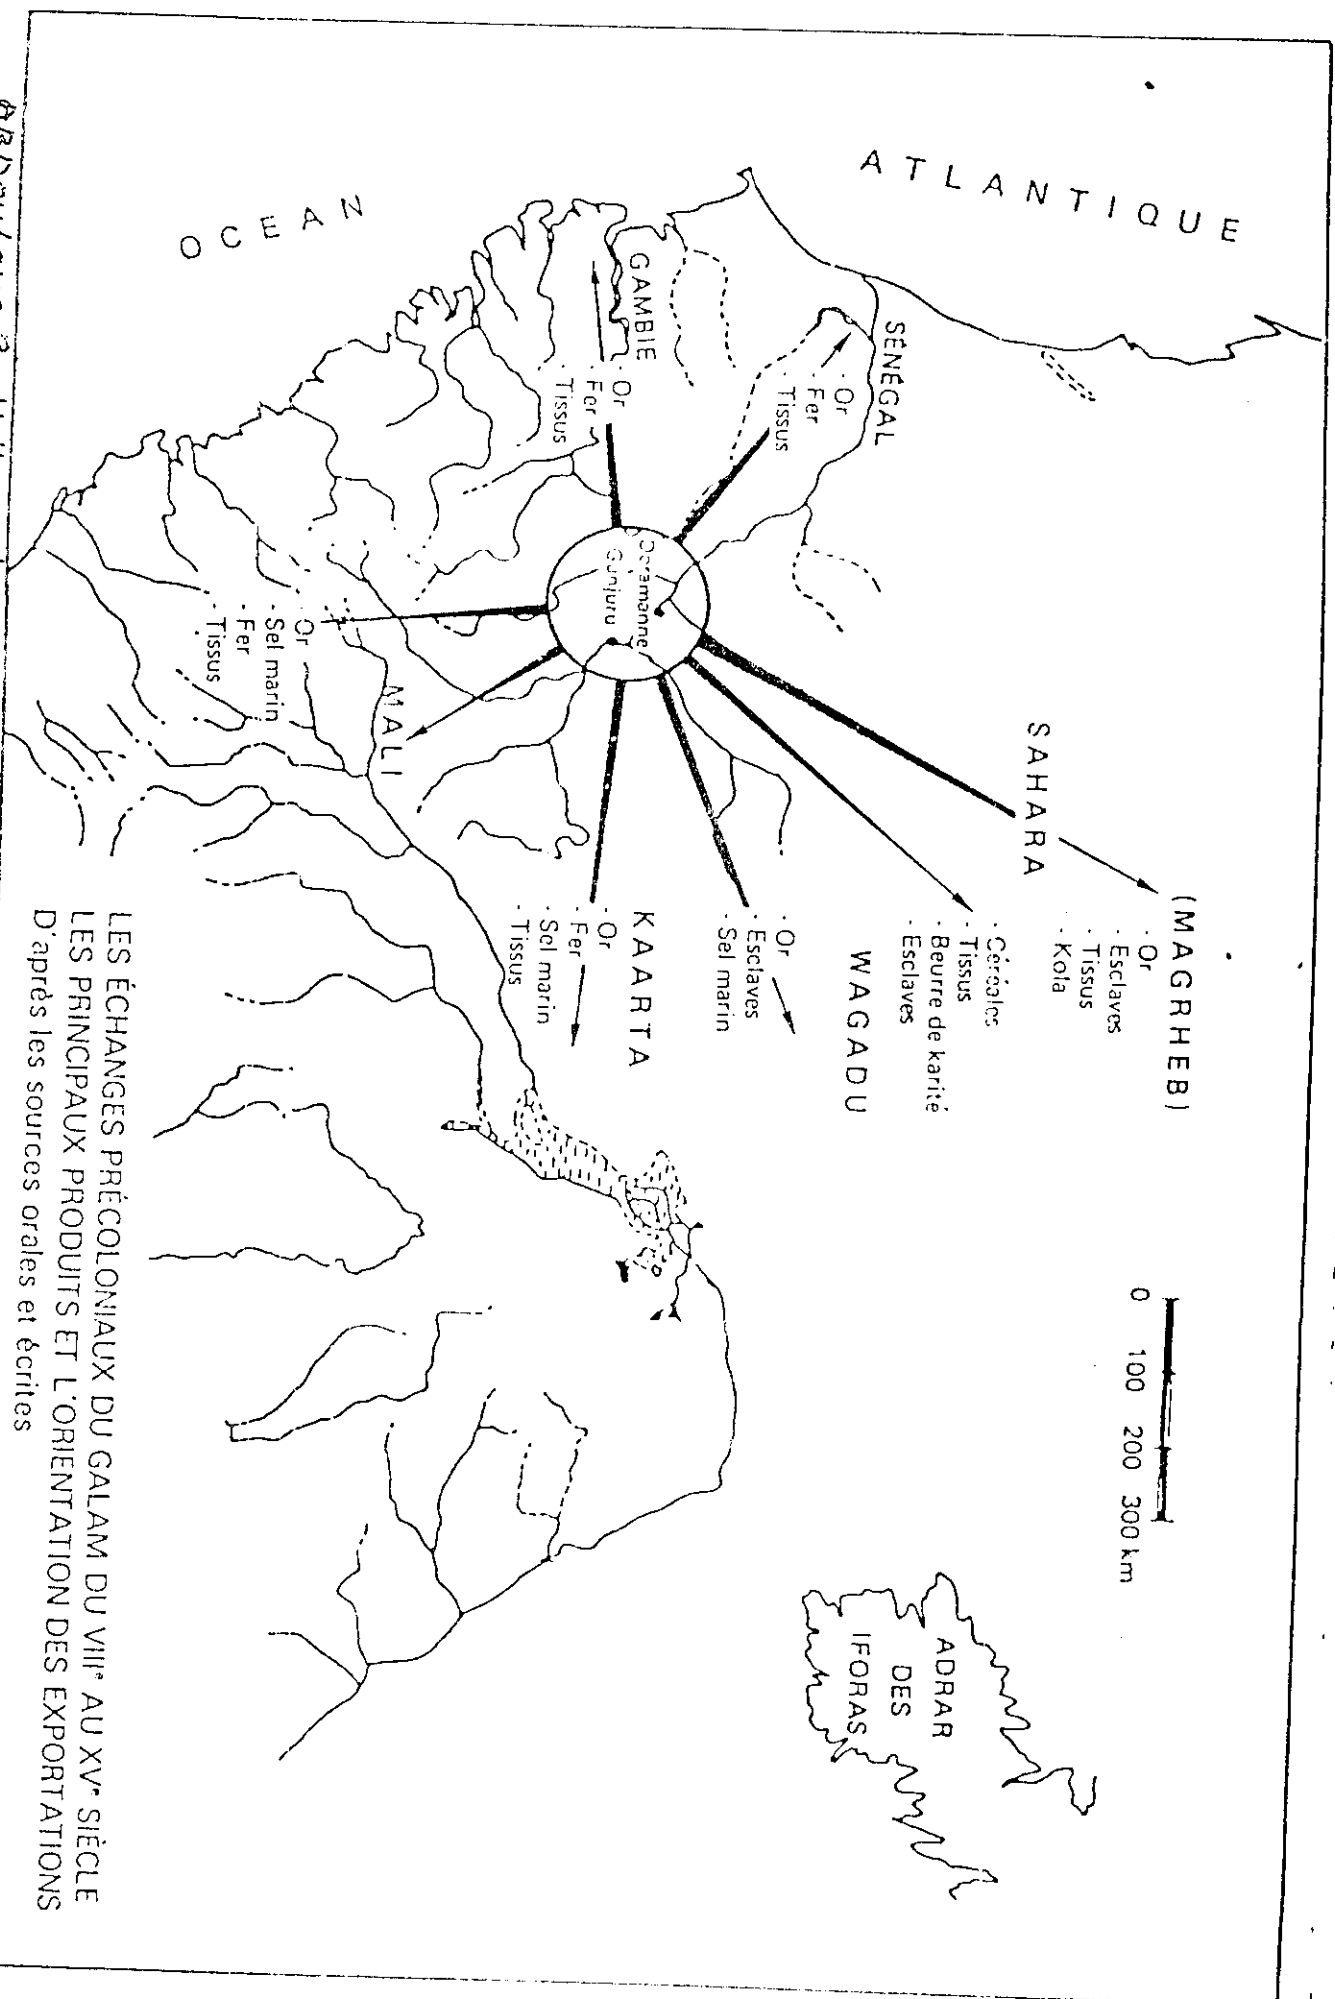 ATLANTIQUE
OCEAN
SÉNÉGAL
· Or
· Fer
· Tissus
GAMBIE
· Or
· Fer
· Tissus
Gunjuru
SAHARA
(MAGRHEB)
· Or
· Esclaves
· Tissus
· Kola
· Céréales
· Tissus
· Beurre de karité
· Esclaves
WAGADU
· Or
· Esclaves
· Sel marin
KAARTA
· Or
· Fer
· Sel marin
· Tissus
MALI
· Or
· Sel marin
· Fer
· Tissus
0 100 200 300 km
ADRAR
DES
IFORAS
LES ÉCHANGES PRÉCOLONIAUX DU GALAM DU VIIIe AU XVe SIÈCLE
LES PRINCIPAUX PRODUITS ET L'ORIENTATION DES EXPORTATIONS
D'après les sources orales et écrites